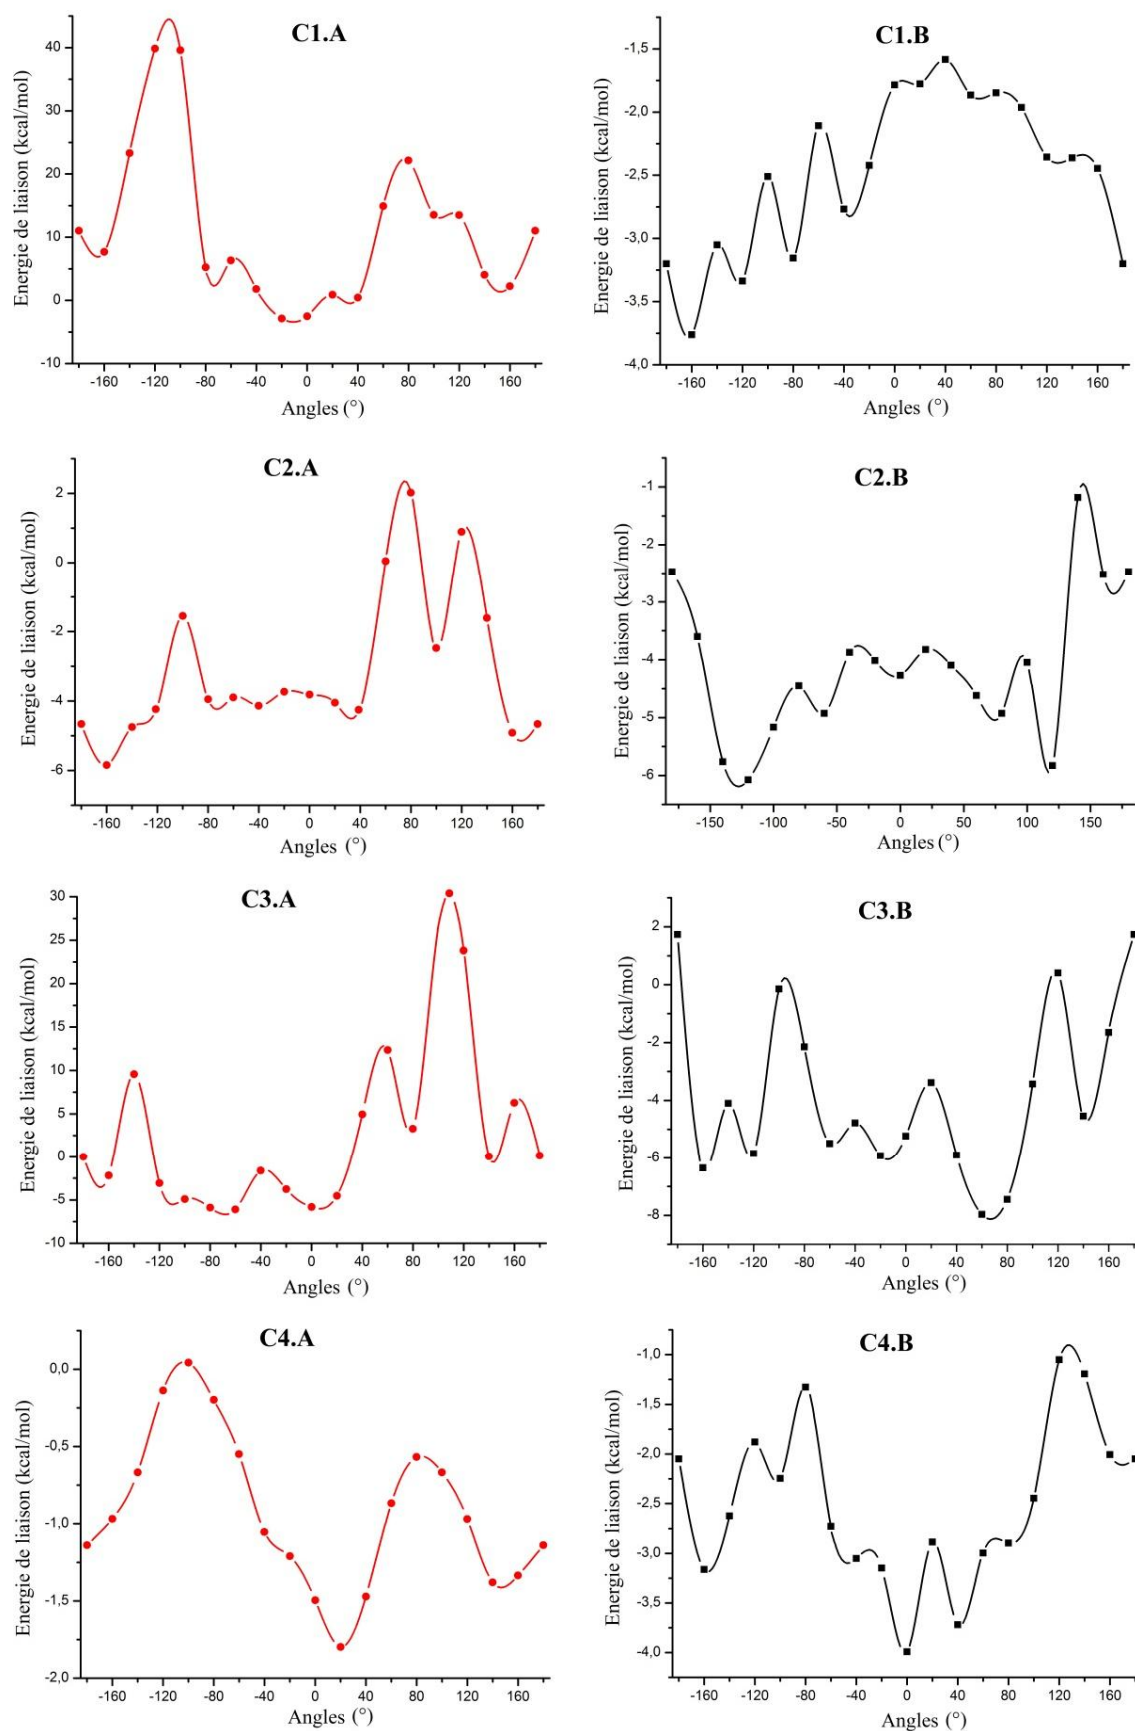 C1.A
Energie de liaison (kcal/mol)
40
30
20
10
0
-10
-160 -120 -80 -40 0 40 80 120 160
Angles (°)
C1.B
Energie de liaison (kcal/mol)
-1,5
-2,0
-2,5
-3,0
-3,5
-4,0
-160 -120 -80 -40 0 40 80 120 160
Angles (°)
C2.A
Energie de liaison (kcal/mol)
2
0
-2
-4
-6
-160 -120 -80 -40 0 40 80 120 160
Angles (°)
C2.B
Energie de liaison (kcal/mol)
-1
-2
-3
-4
-5
-6
-150 -100 -50 0 50 100 150
Angles (°)
C3.A
Energie de liaison (kcal/mol)
30
25
20
15
10
5
0
-5
-10
-160 -120 -80 -40 0 40 80 120 160
Angles (°)
C3.B
Energie de liaison (kcal/mol)
2
0
-2
-4
-6
-8
-160 -120 -80 -40 0 40 80 120 160
Angles (°)
C4.A
Energie de liaison (kcal/mol)
0,0
-0,5
-1,0
-1,5
-2,0
-160 -120 -80 -40 0 40 80 120 160
Angles (°)
C4.B
Energie de liaison (kcal/mol)
-1,0
-1,5
-2,0
-2,5
-3,0
-3,5
-4,0
-160 -120 -80 -40 0 40 80 120 160
Angles (°)